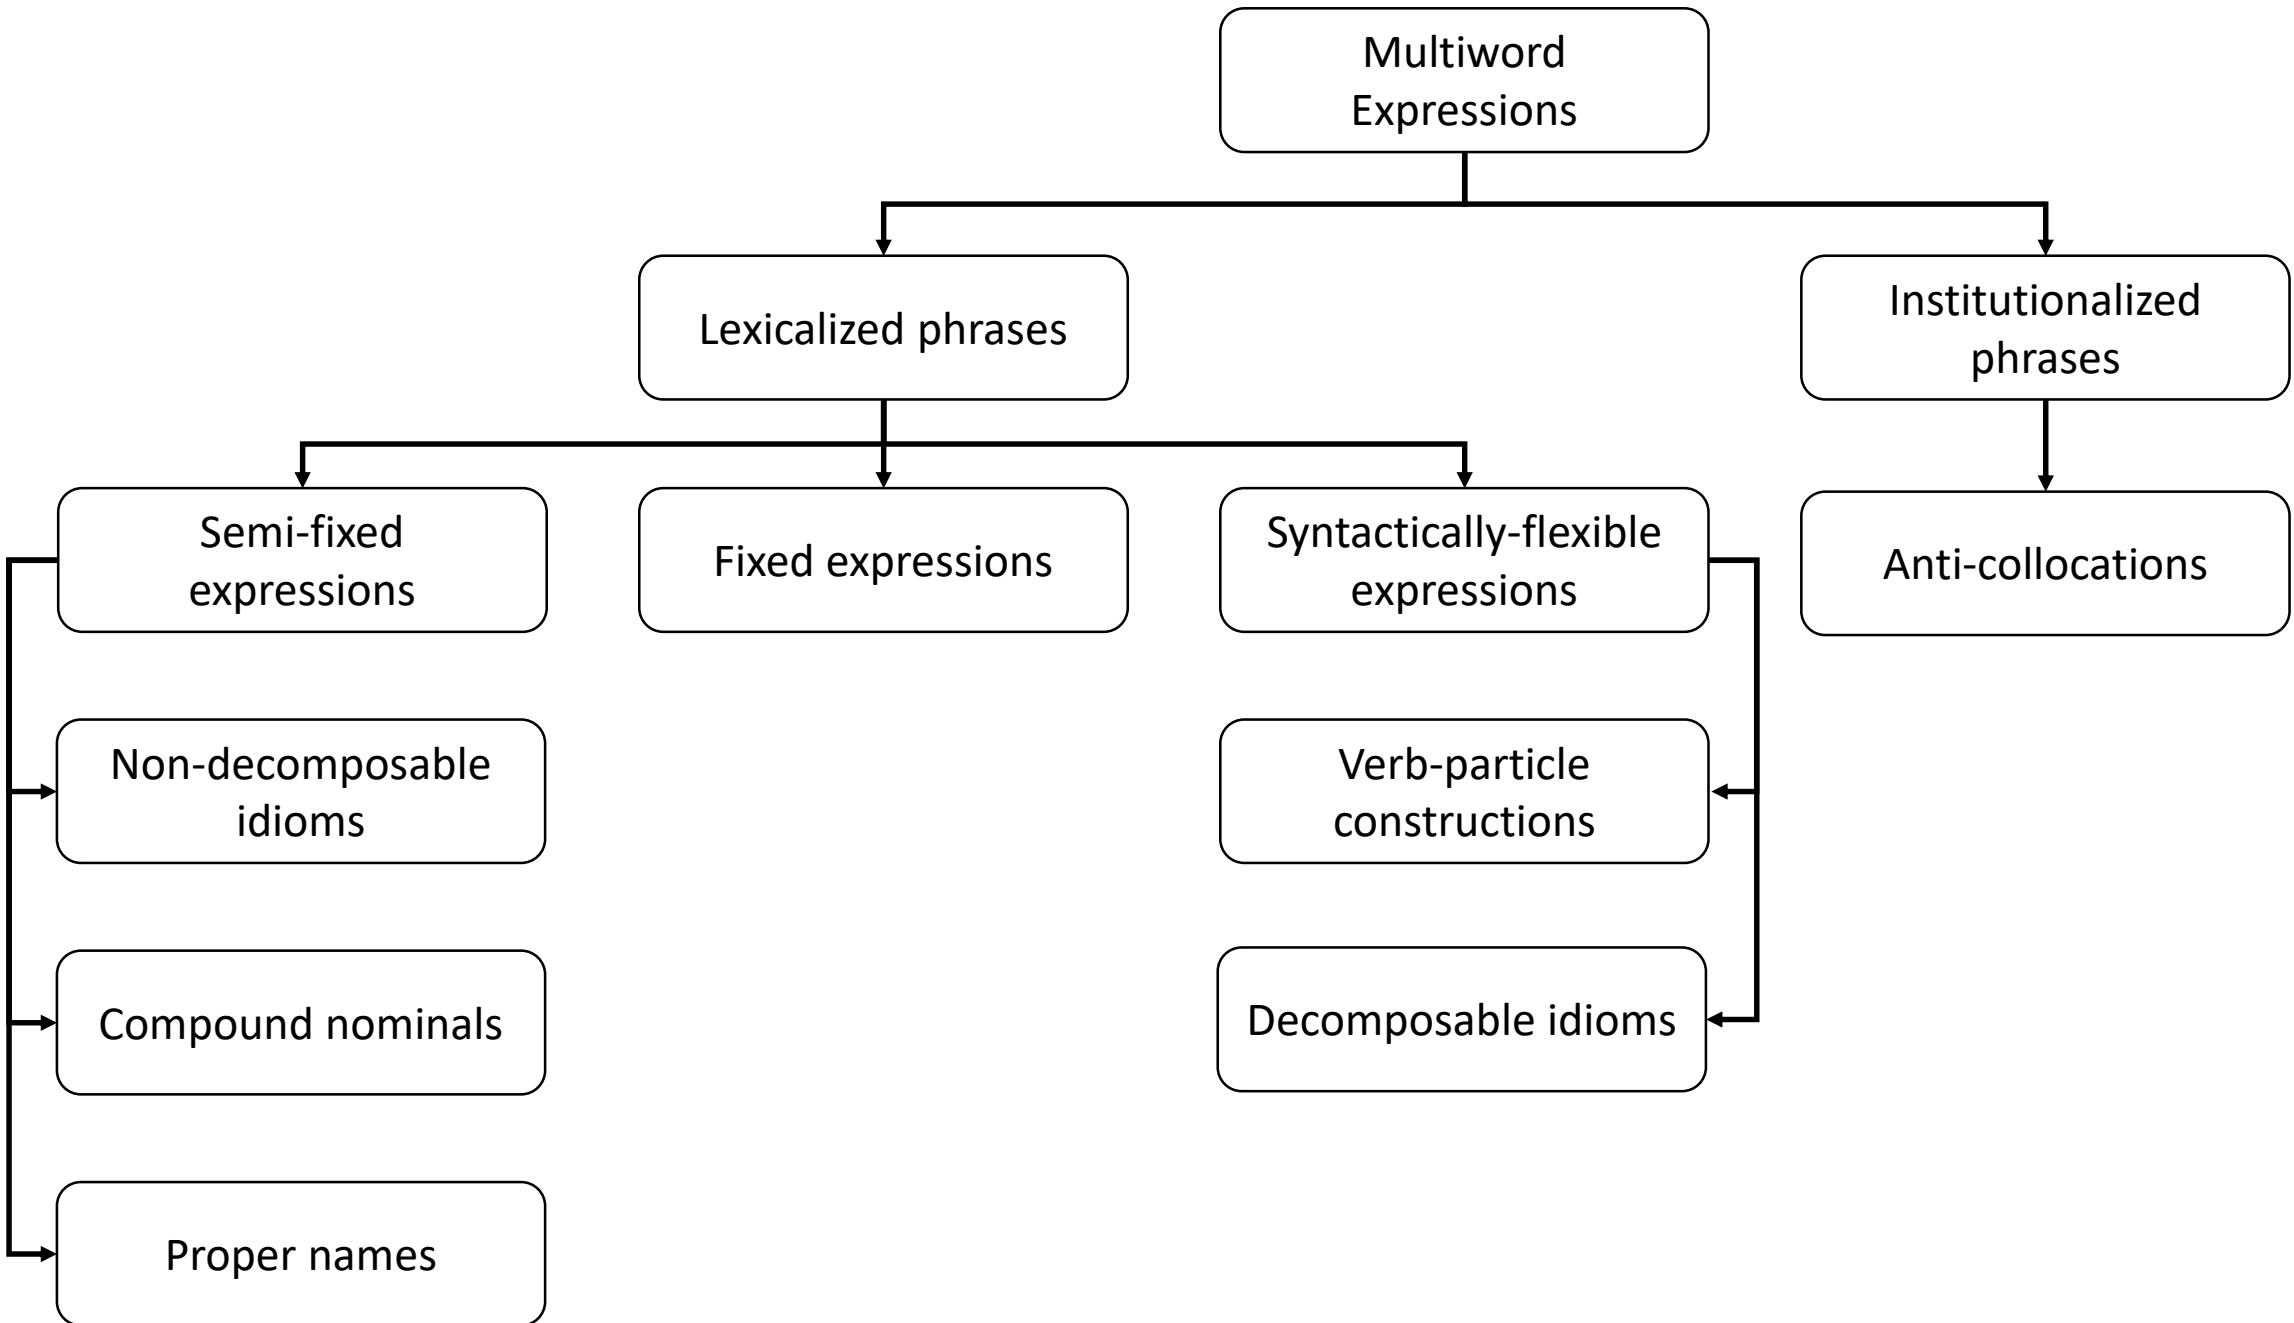 Multiword
Expressions
Lexicalized phrases
Institutionalized
phrases
Semi-fixed
expressions
Fixed expressions
Syntactically-flexible
expressions
Anti-collocations
Non-decomposable
idioms
Verb-particle
constructions
Compound nominals
Decomposable idioms
Proper names